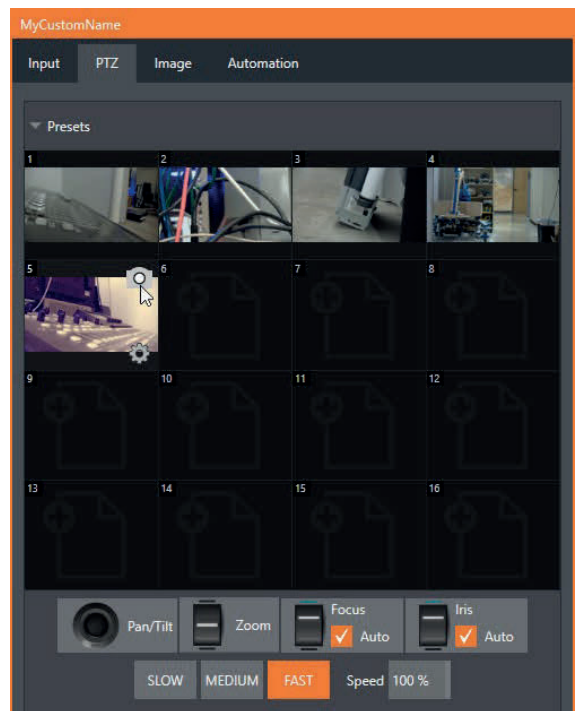 MyCustomName
Input PTZ Image Automation
Presets
1 2 3 4
5 6 7 8
9 10 11 12
13 14 15 16
Pan/Tilt Zoom Focus Auto Iris Auto
SLOW MEDIUM FAST Speed 100 %